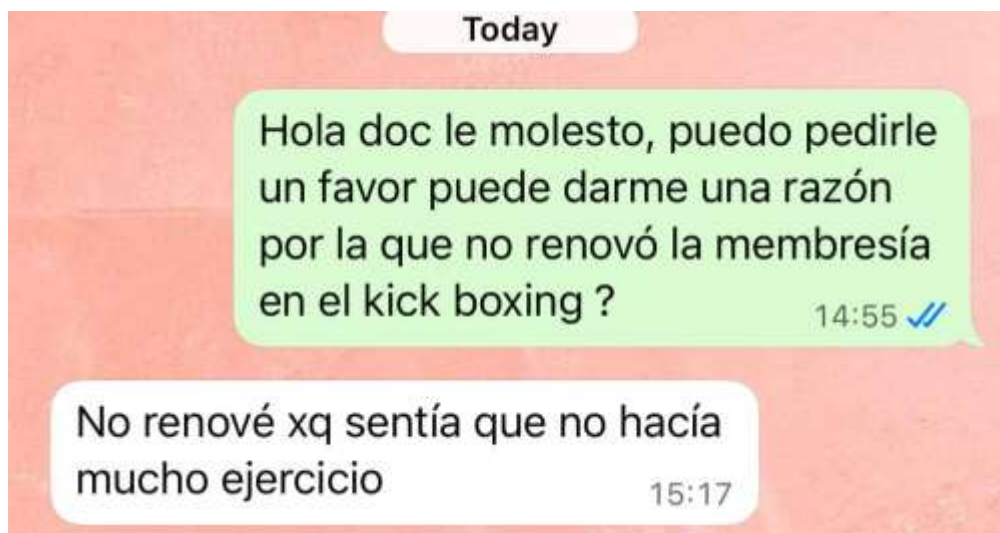 Today
Hola doc le molesto, puedo pedirle
un favor puede darme una razón
por la que no renovó la membresía
en el kick boxing ?
14:55
No renové xq sentía que no hacía
mucho ejercicio
15:17